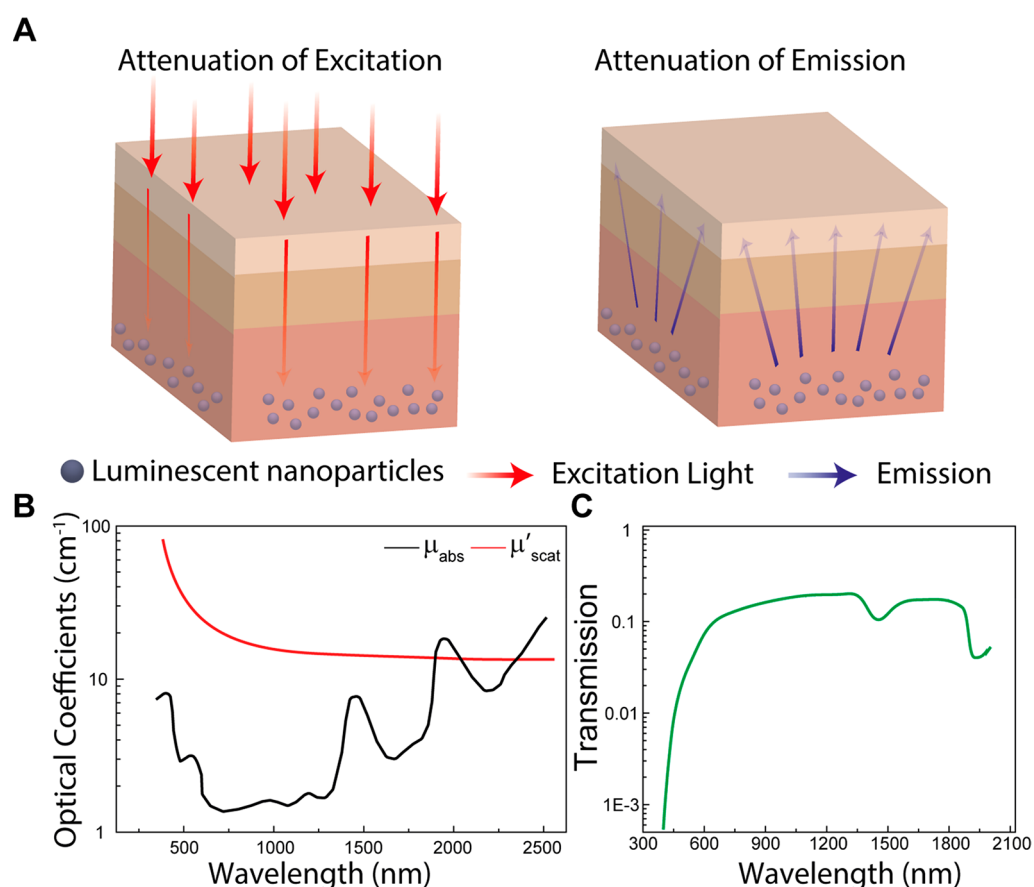 A
Attenuation of Excitation
Attenuation of Emission
Luminescent nanoparticles
Excitation Light
Emission
B
Optical Coefficients (cm⁻¹)
100
10
1
μabs
μ′scat
500 1000 1500 2000 2500
Wavelength (nm)
C
Transmission
1
0.1
0.01
1E-3
300 600 900 1200 1500 1800 2100
Wavelength (nm)